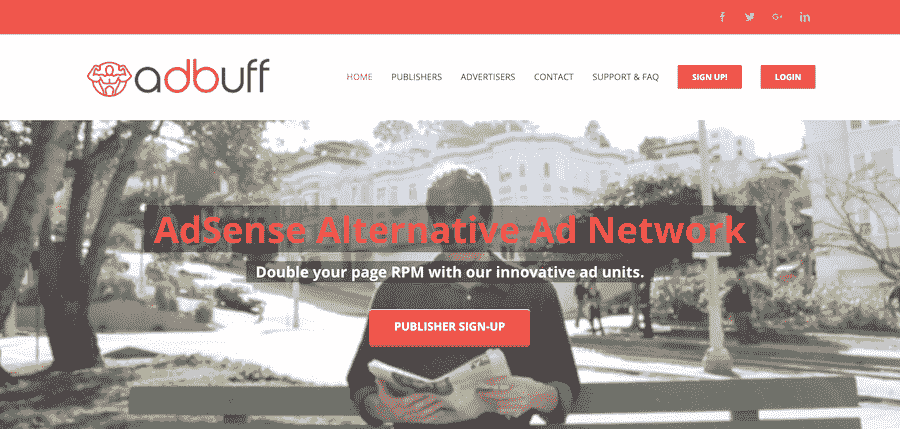 adbuff
HOME PUBLISHERS ADVERTISERS CONTACT SUPPORT & FAQ SIGN UP! LOGIN
AdSense Alternative Ad Network
Double your page RPM with our innovative ad units.
PUBLISHER SIGN-UP